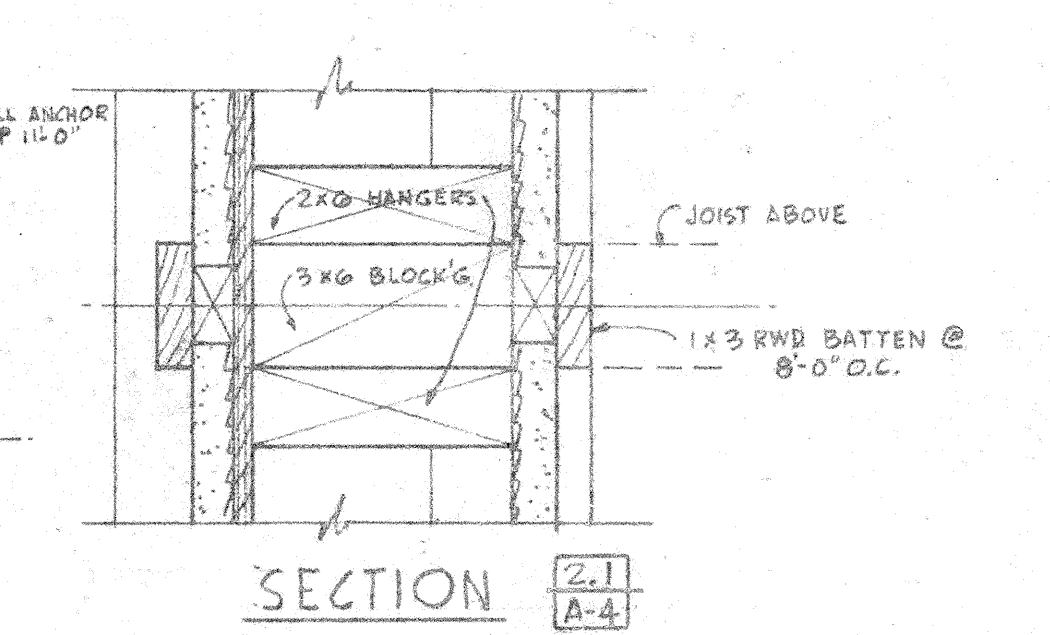 ANCHOR
11'-0"
2x6 HANGERS
JOIST ABOVE
3x6 BLOCK'G.
1x3 RWD BATTEN @
8'-0" O.C.
SECTION
2.1
A-4